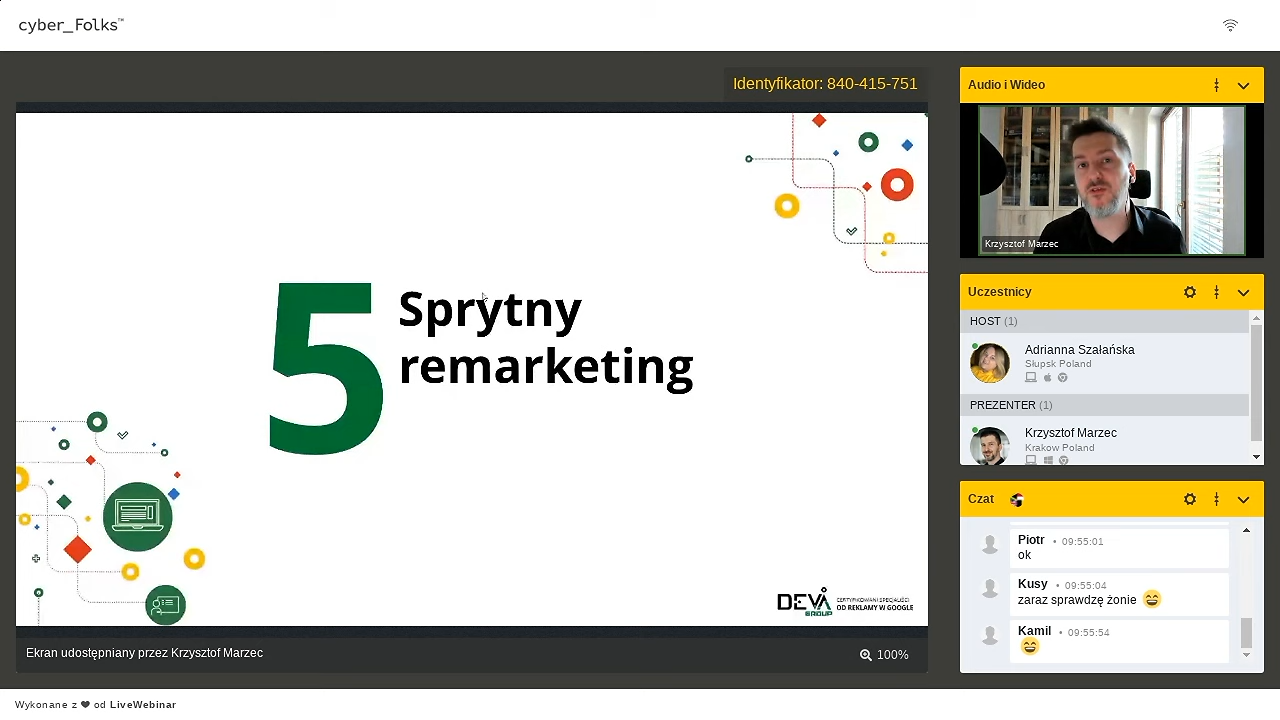 cyber_Folks™
Identyfikator: 840-415-751
5
Sprytny
remarketing
DEVA
GROUP
CERTYFIKOWANI SPECJALIŚCI
OD REKLAMY W GOOGLE
Ekran udostępniany przez Krzysztof Marzec
100%
Audio i Wideo
Krzysztof Marzec
Uczestnicy
HOST (1)
Adrianna Szałańska
Słupsk Poland
PREZENTER (1)
Krzysztof Marzec
Krakow Poland
Czat
Piotr • 09:55:01
ok
Kusy • 09:55:04
zaraz sprawdzę żonie 😄
Kamil • 09:55:54
😄
Wykonane z ❤ od LiveWebinar